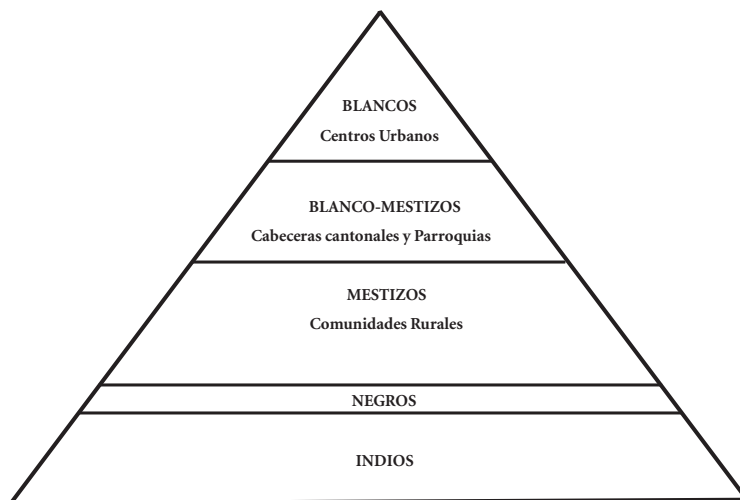 BLANCOS
Centros Urbanos
BLANCO-MESTIZOS
Cabeceras cantonales y Parroquias
MESTIZOS
Comunidades Rurales
NEGROS
INDIOS